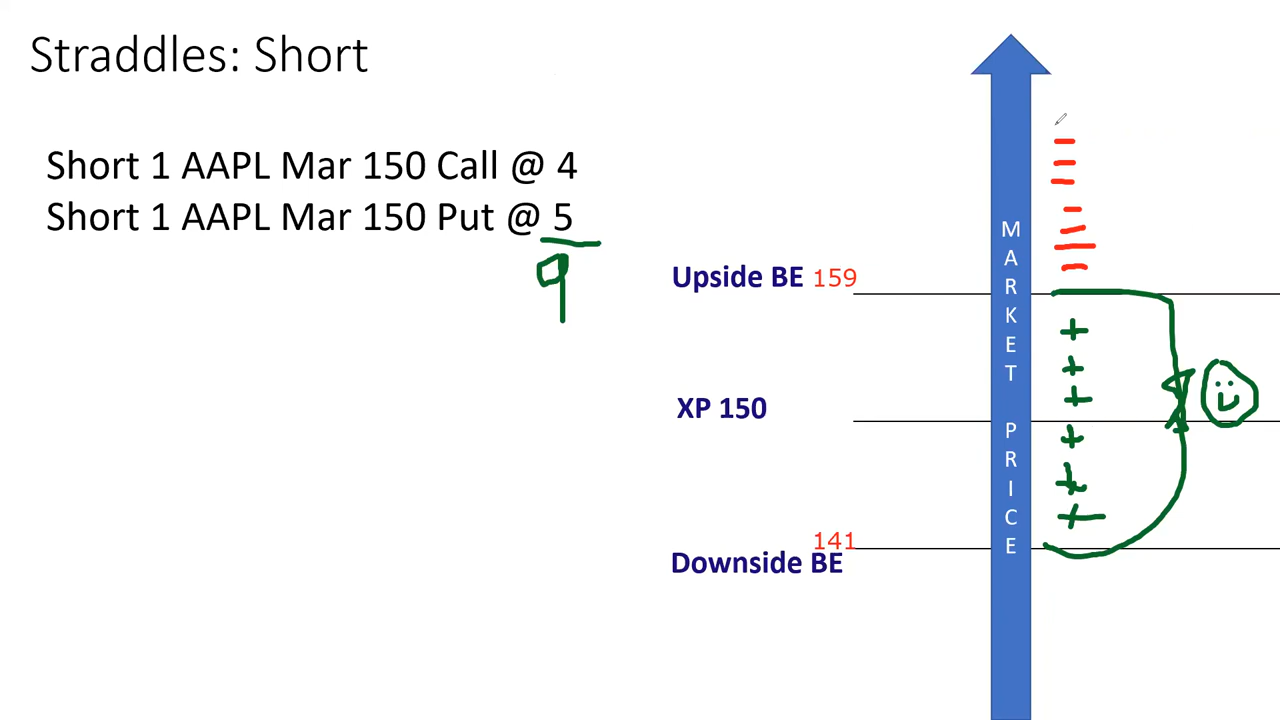 Straddles: Short
Short 1 AAPL Mar 150 Call @ 4
Short 1 AAPL Mar 150 Put @ 5
9
Upside BE 159
XP 150
141
Downside BE
MARKET PRICE